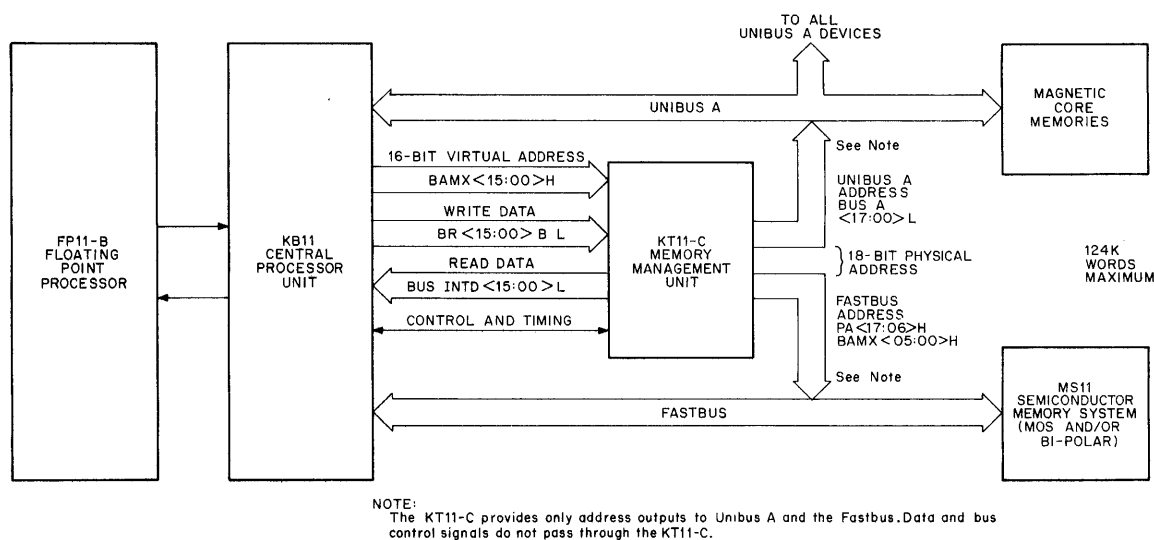 TO ALL
UNIBUS A DEVICES
FP11-B
FLOATING
POINT
PROCESSOR
KB11
CENTRAL
PROCESSOR
UNIT
UNIBUS A
MAGNETIC
CORE
MEMORIES
16-BIT VIRTUAL ADDRESS
BAMX<15:00>H
WRITE DATA
BR<15:00> B L
READ DATA
BUS INTD<15:00>L
CONTROL AND TIMING
KT11-C
MEMORY
MANAGEMENT
UNIT
See Note
UNIBUS A
ADDRESS
BUS A
<17:00>L
18-BIT PHYSICAL
ADDRESS
FASTBUS
ADDRESS
PA<17:06>H
BAMX<05:00>H
See Note
124K
WORDS
MAXIMUM
FASTBUS
MS11
SEMICONDUCTOR
MEMORY SYSTEM
(MOS AND/OR
BI-POLAR)
NOTE:
The KT11-C provides only address outputs to Unibus A and the Fastbus. Data and bus
control signals do not pass through the KT11-C.